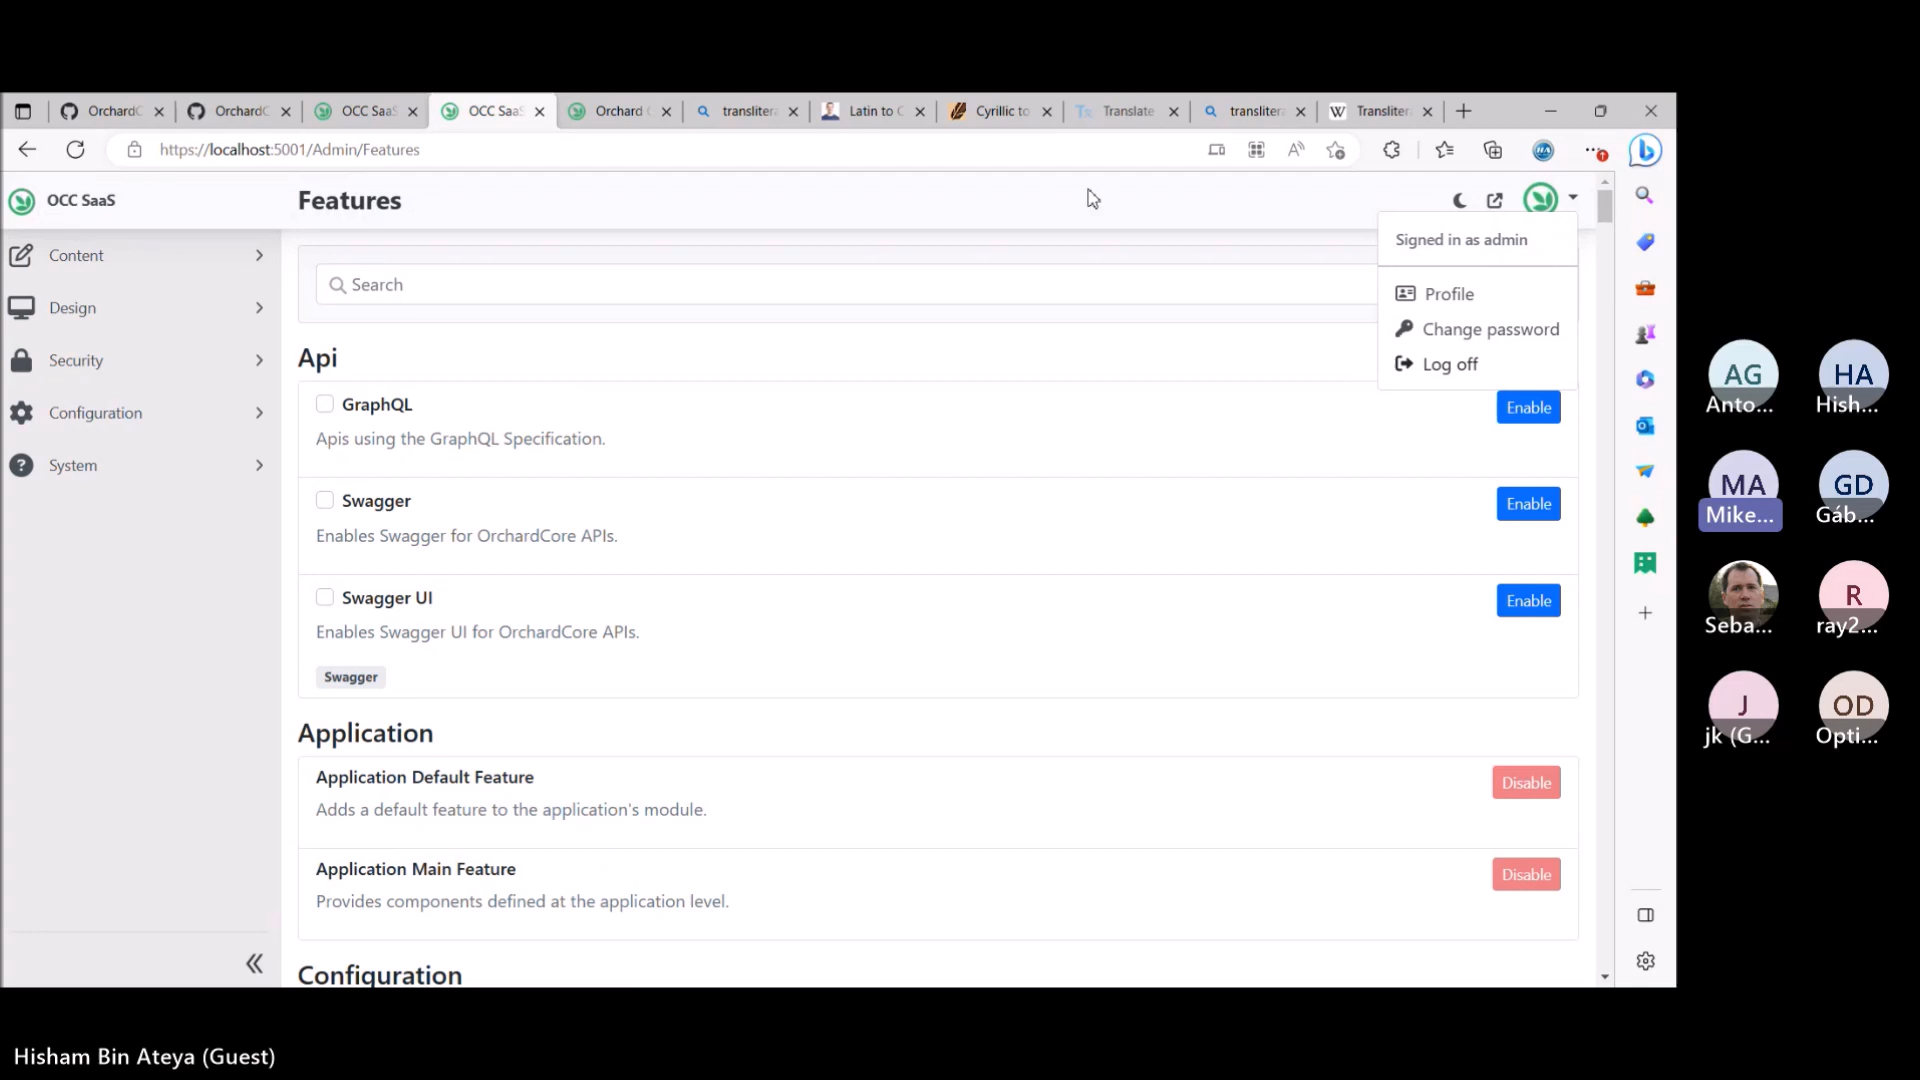 OrchardC
OrchardC
OCC SaaS
OCC SaaS
Orchard
translitera
Latin to C
Cyrillic to
Translate
translitera
Translitera
https://localhost:5001/Admin/Features
OCC SaaS
Features
Signed in as admin
Profile
Change password
Log off
Content
Design
Security
Configuration
System
Search
Api
GraphQL
Enable
Apis using the GraphQL Specification.
Swagger
Enable
Enables Swagger for OrchardCore APIs.
Swagger UI
Enable
Enables Swagger UI for OrchardCore APIs.
Swagger
Application
Application Default Feature
Disable
Adds a default feature to the application's module.
Application Main Feature
Disable
Provides components defined at the application level.
Configuration
AG
Anto...
HA
Hish...
MA
Mike...
GD
Gáb...
Seba...
R
ray2...
J
jk (G...
OD
Opti...
Hisham Bin Ateya (Guest)